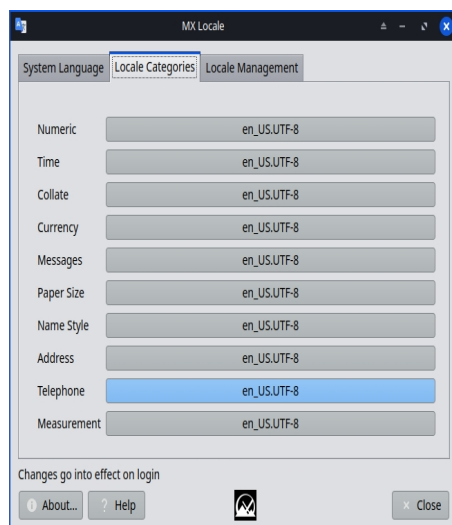 MX Locale
System Language Locale Categories Locale Management
Numeric en_US.UTF-8
Time en_US.UTF-8
Collate en_US.UTF-8
Currency en_US.UTF-8
Messages en_US.UTF-8
Paper Size en_US.UTF-8
Name Style en_US.UTF-8
Address en_US.UTF-8
Telephone en_US.UTF-8
Measurement en_US.UTF-8
Changes go into effect on login
About... ? Help Close